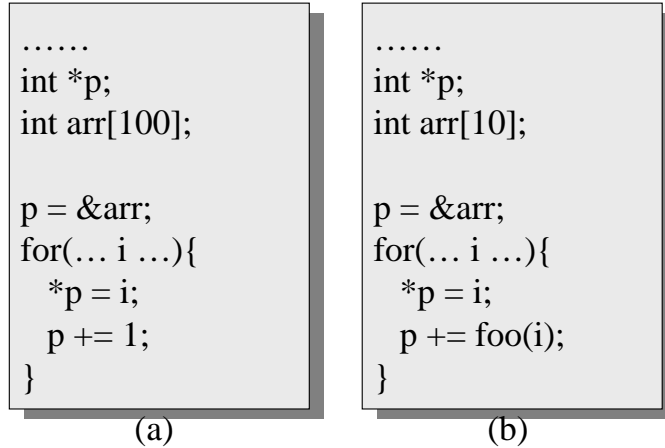 ……
int *p;
int arr[100];
p = &arr;
for(… i …){
*p = i;
p += 1;
}
(a)
……
int *p;
int arr[10];
p = &arr;
for(… i …){
*p = i;
p += foo(i);
}
(b)